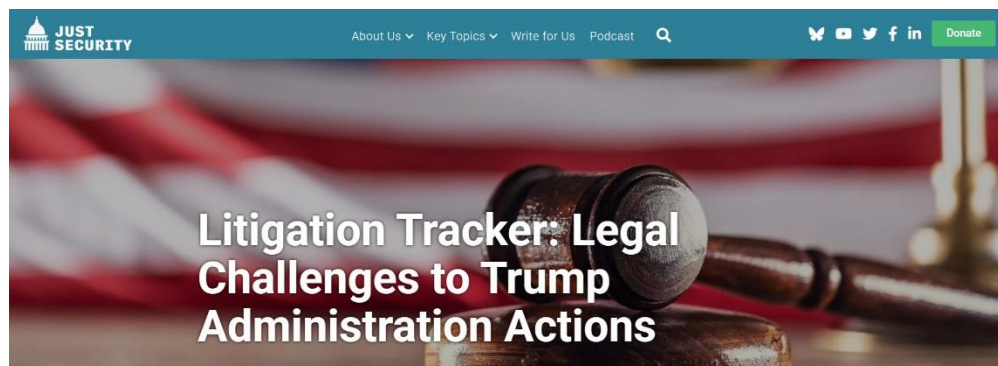 JUST
SECURITY
About Us
Key Topics
Write for Us
Podcast
Donate
Litigation Tracker: Legal
Challenges to Trump
Administration Actions